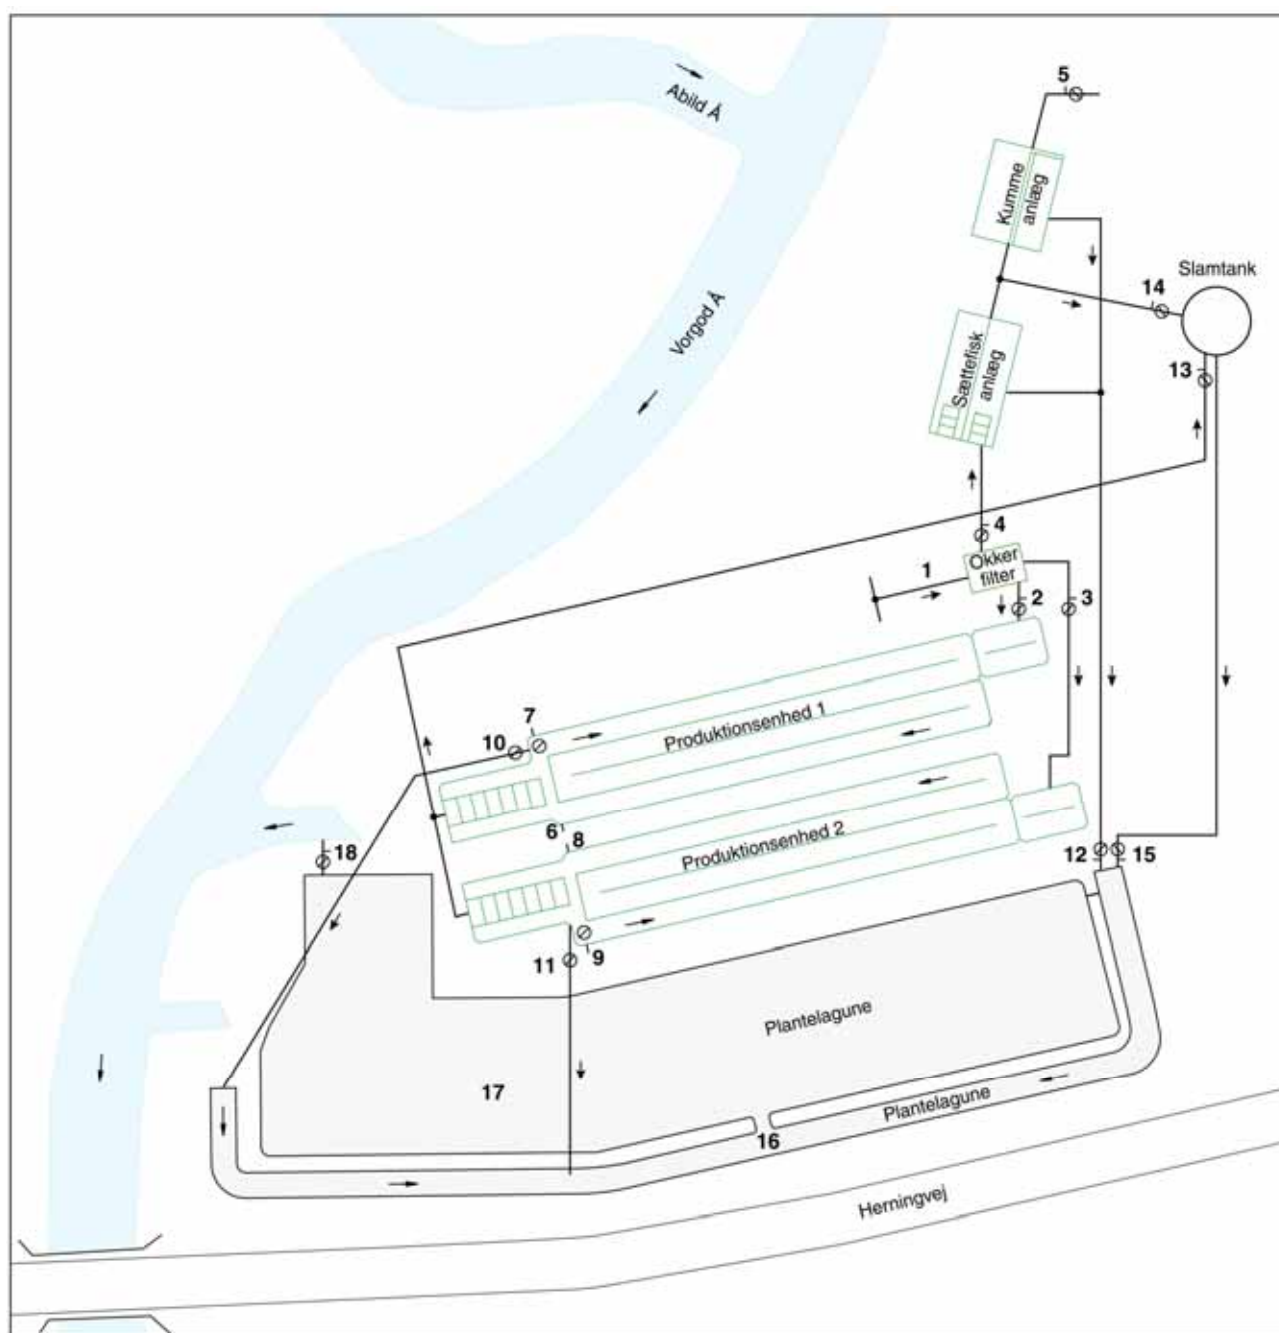 5
Abild Å
Kumme
anlæg
Slamtank
14
Vorgod Å
13
Sættefisk
anlæg
4
Okker
filter
1
2
3
7
10
Produktionsenhed 1
6
8
Produktionsenhed 2
18
12
15
11
9
Plantelagune
17
Plantelagune
16
Herningvej